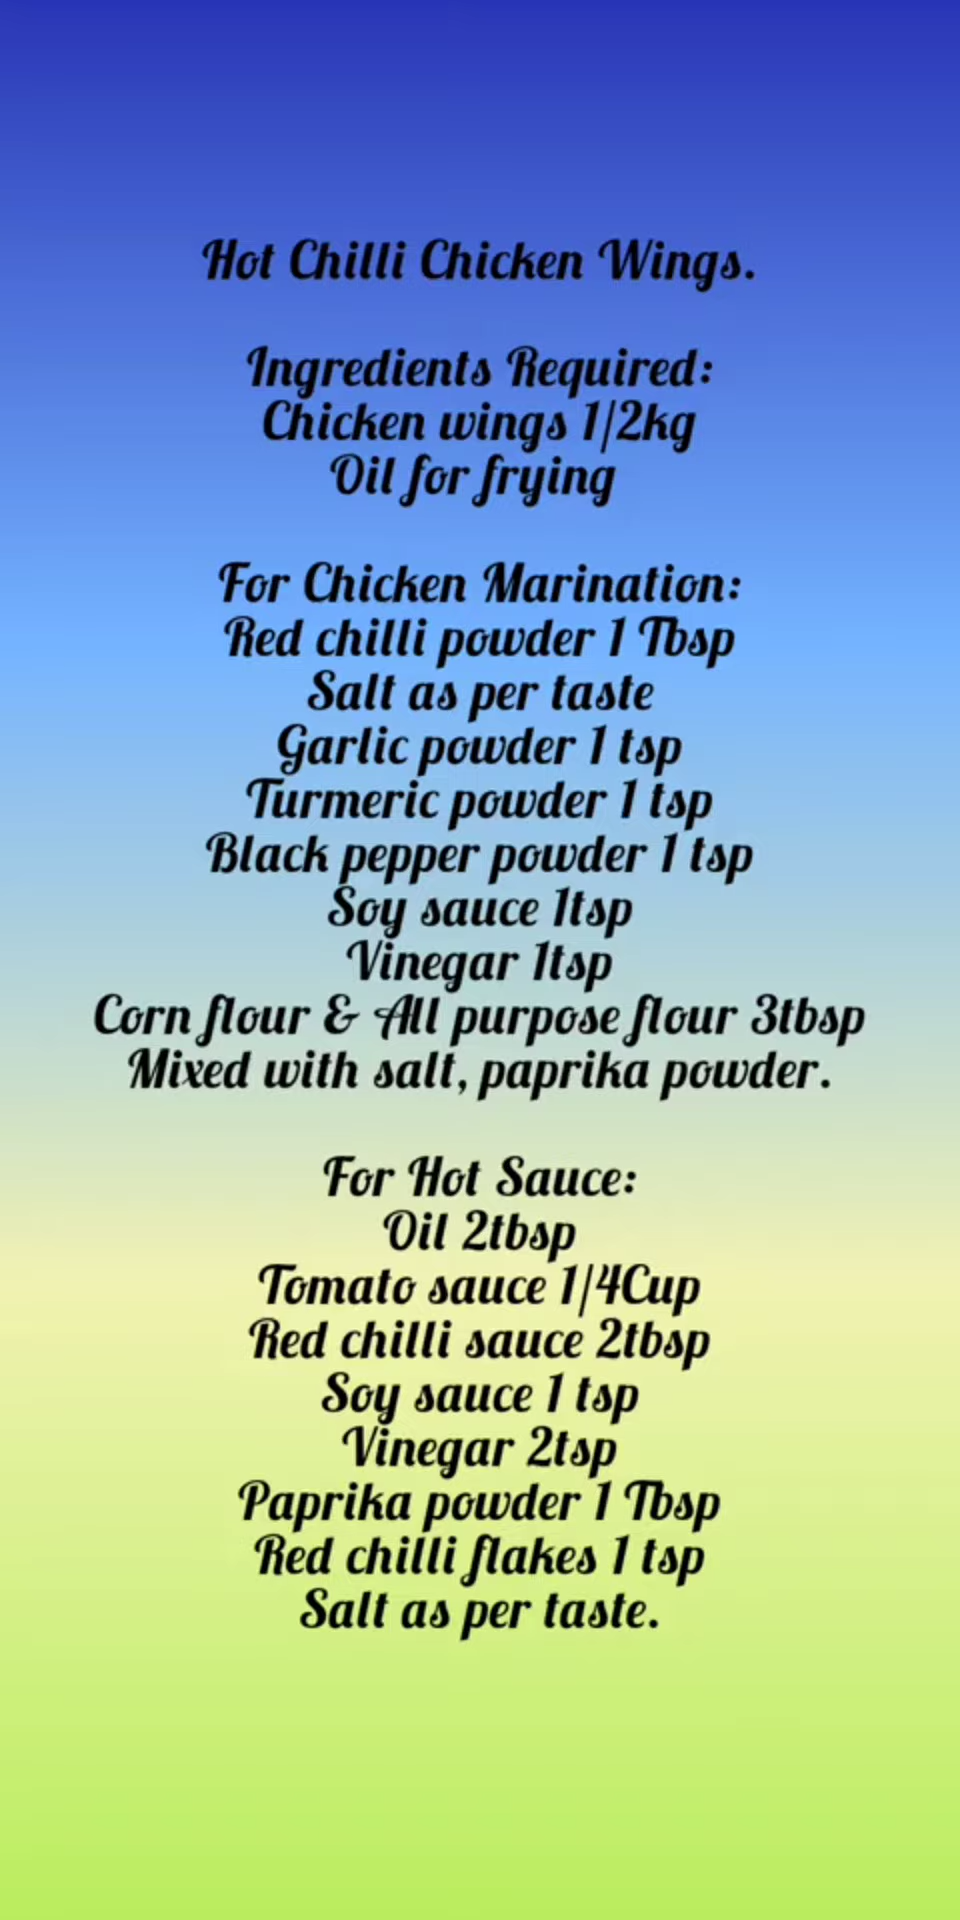 Hot Chilli Chicken Wings.
Ingredients Required:
Chicken wings 1/2kg
Oil for frying
For Chicken Marination:
Red chilli powder 1 Tbsp
Salt as per taste
Garlic powder 1 tsp
Turmeric powder 1 tsp
Black pepper powder 1 tsp
Soy sauce 1tsp
Vinegar 1tsp
Corn flour & All purpose flour 3tbsp
Mixed with salt, paprika powder.
For Hot Sauce:
Oil 2tbsp
Tomato sauce 1/4Cup
Red chilli sauce 2tbsp
Soy sauce 1 tsp
Vinegar 2tsp
Paprika powder 1 Tbsp
Red chilli flakes 1 tsp
Salt as per taste.